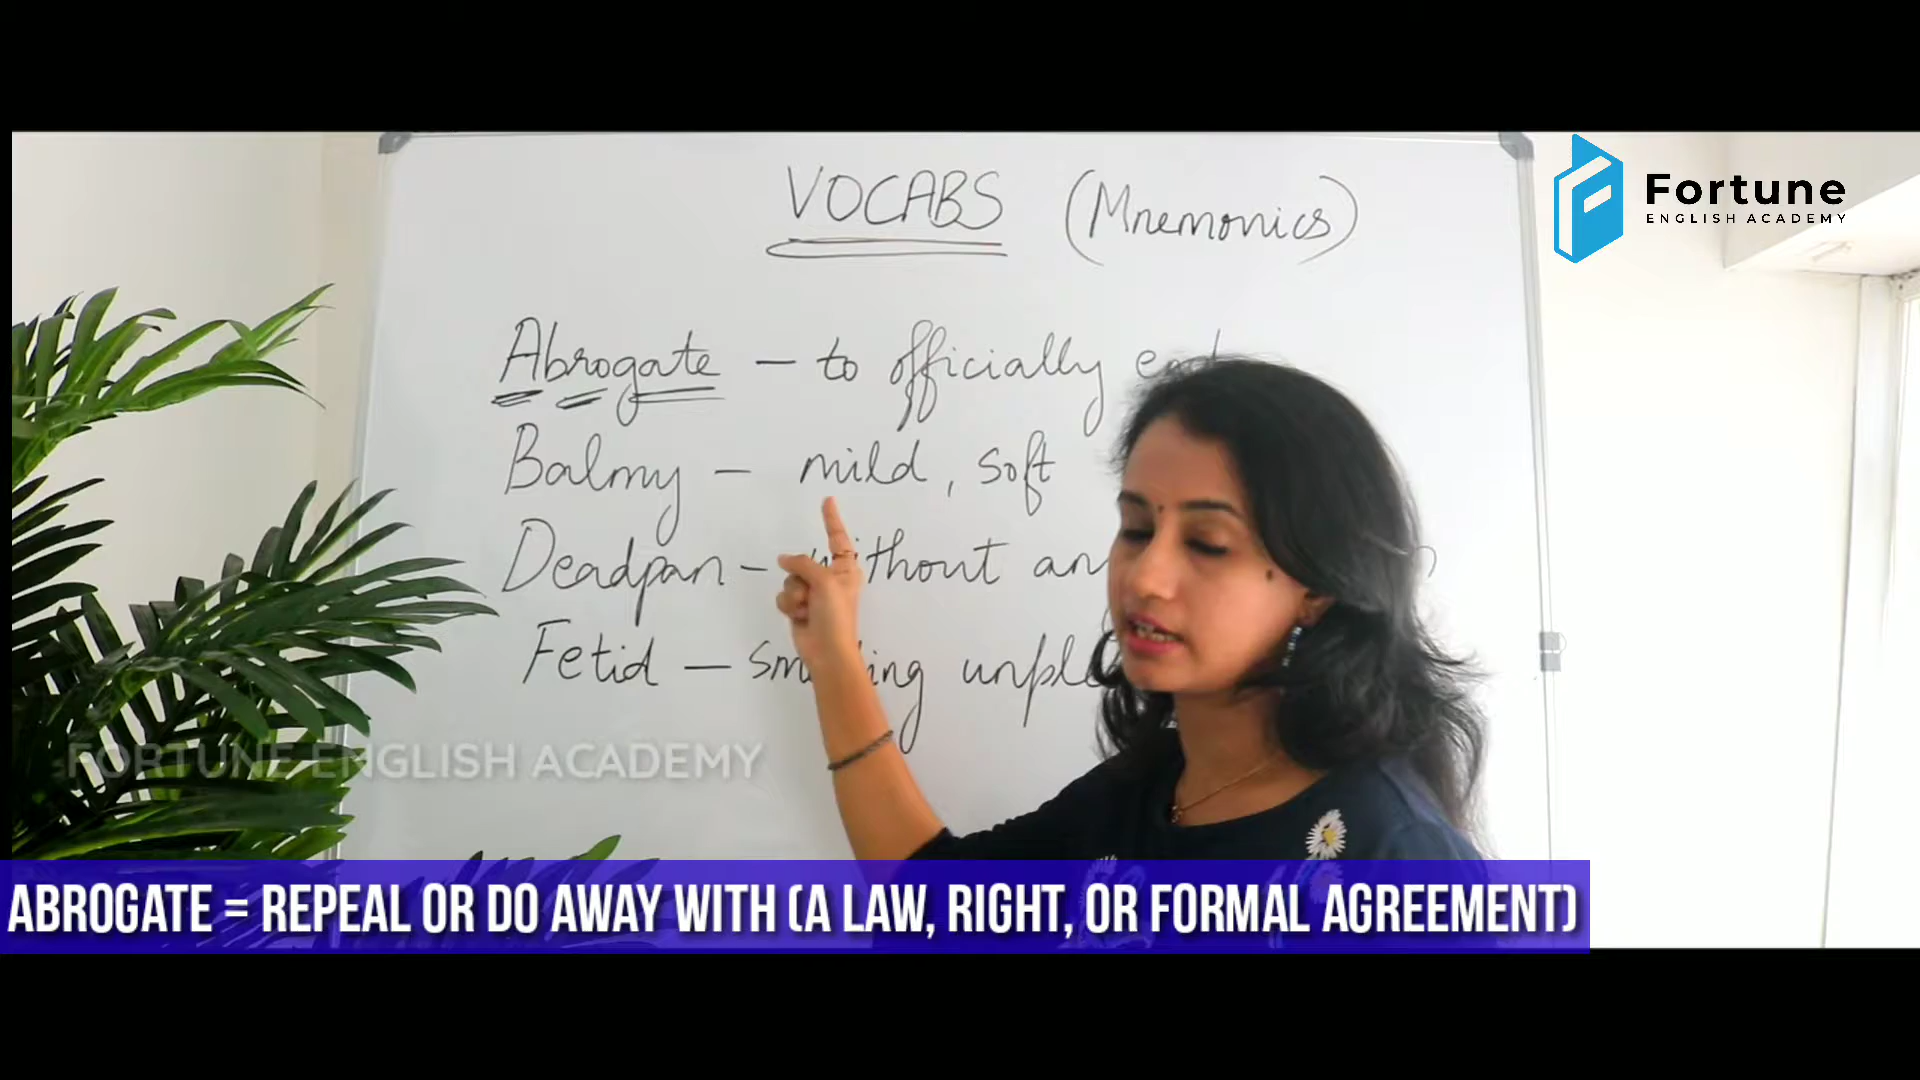 VOCABS (Mnemonics)
Fortune
ENGLISH ACADEMY
Abrogate – to officially end
Balmy – mild, soft
Deadpan – without
Fetid –
FORTUNE ENGLISH ACADEMY
ABROGATE = REPEAL OR DO AWAY WITH (A LAW, RIGHT, OR FORMAL AGREEMENT)